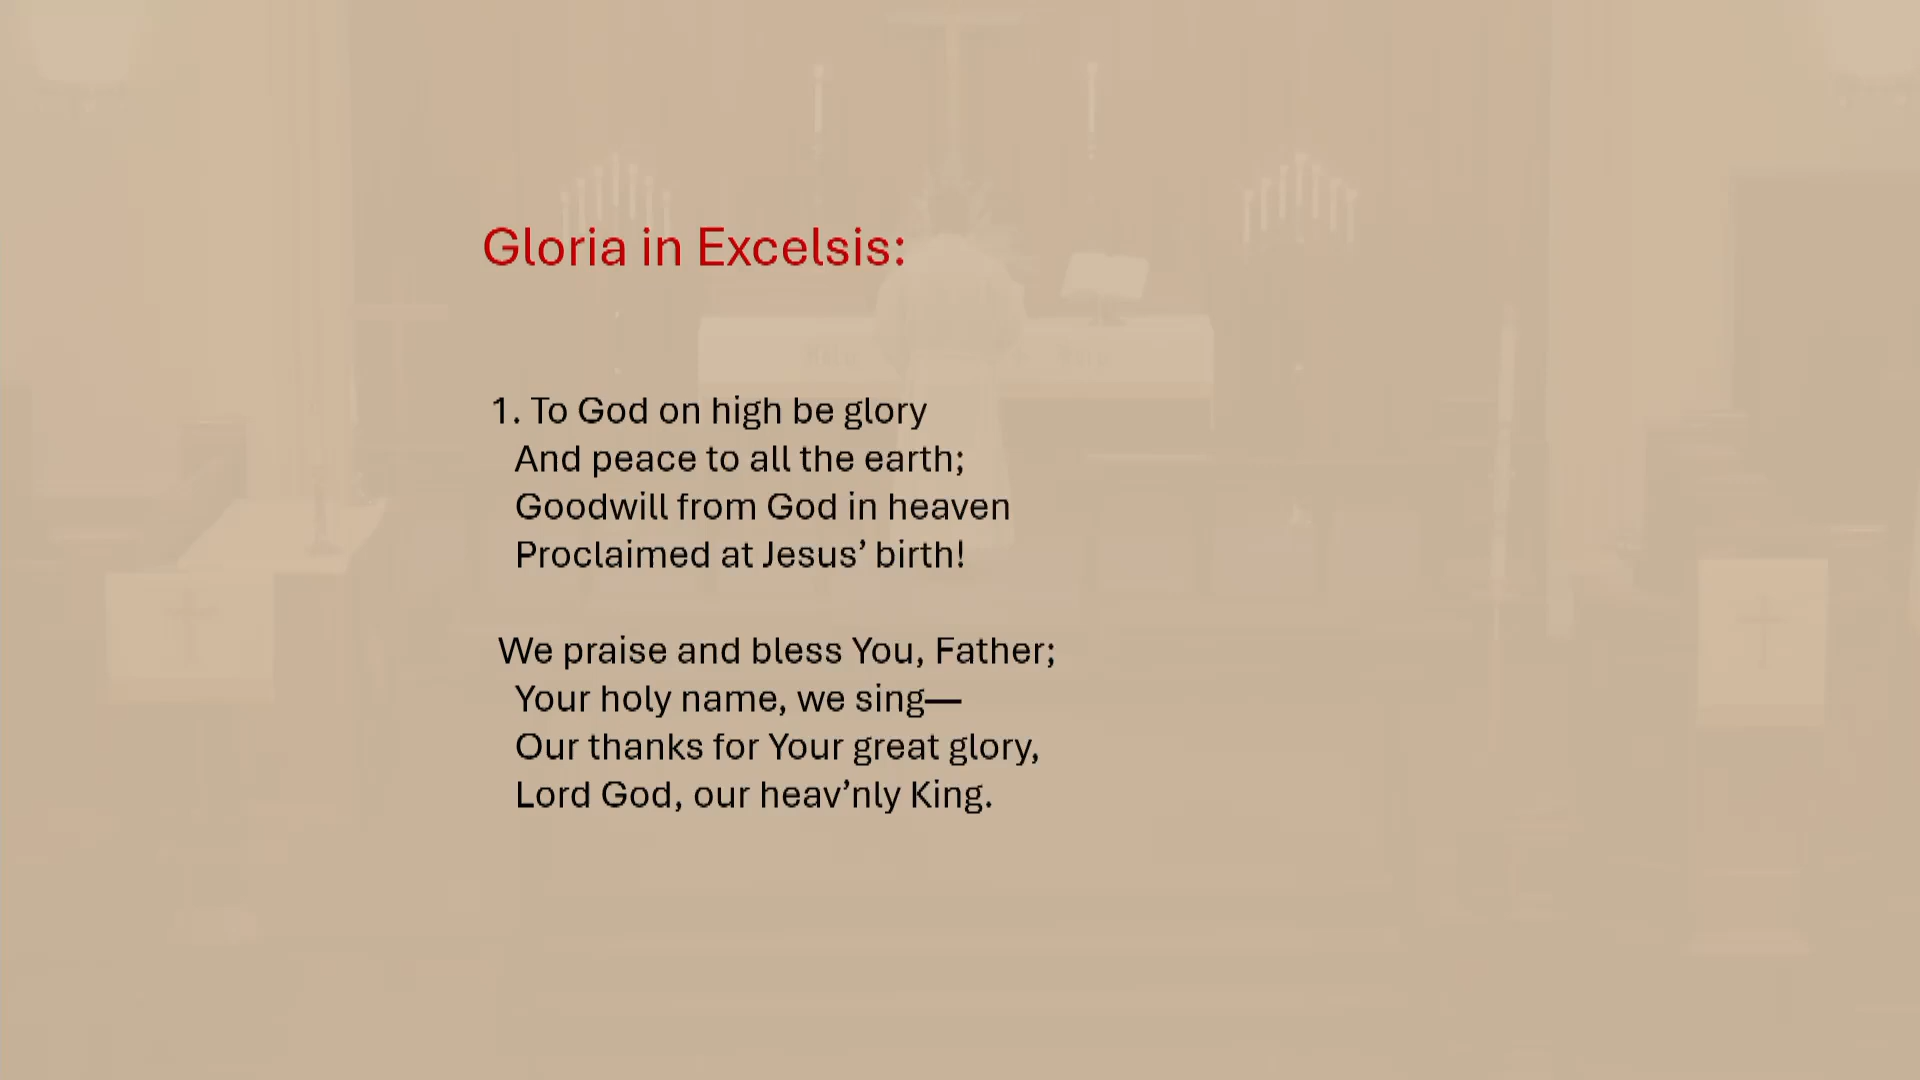 Gloria in Excelsis:
1. To God on high be glory
And peace to all the earth;
Goodwill from God in heaven
Proclaimed at Jesus’ birth!
We praise and bless You, Father;
Your holy name, we sing—
Our thanks for Your great glory,
Lord God, our heav’nly King.